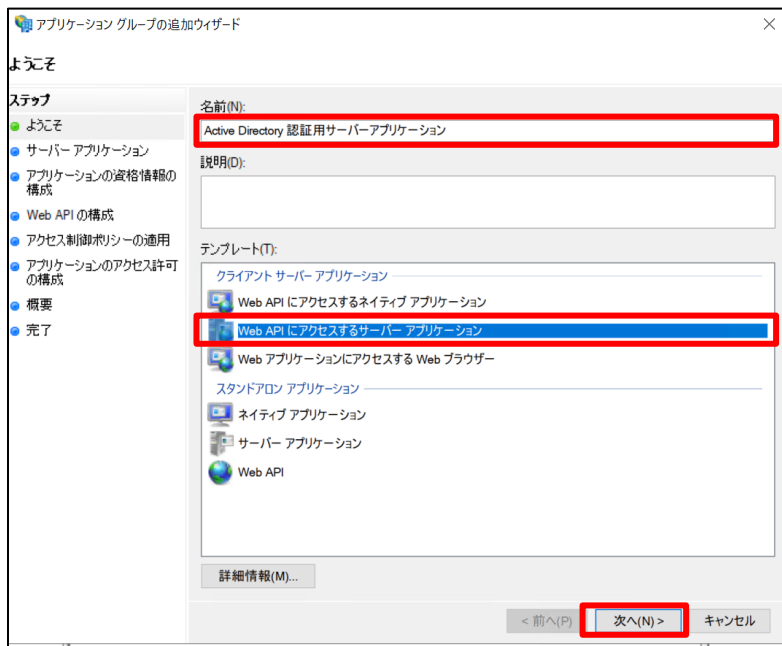 アプリケーション グループの追加ウィザード
ようこそ
ステップ
ようこそ
サーバー アプリケーション
アプリケーションの資格情報の
構成
Web API の構成
アクセス制御ポリシーの適用
アプリケーションのアクセス許可
の構成
概要
完了
名前(N):
Active Directory 認証用サーバーアプリケーション
説明(D):
テンプレート(T):
クライアント サーバー アプリケーション
Web API にアクセスするネイティブ アプリケーション
Web API にアクセスするサーバー アプリケーション
Web アプリケーションにアクセスする Web ブラウザー
スタンドアロン アプリケーション
ネイティブ アプリケーション
サーバー アプリケーション
Web API
詳細情報(M)...
< 前へ(P)
次へ(N) >
キャンセル